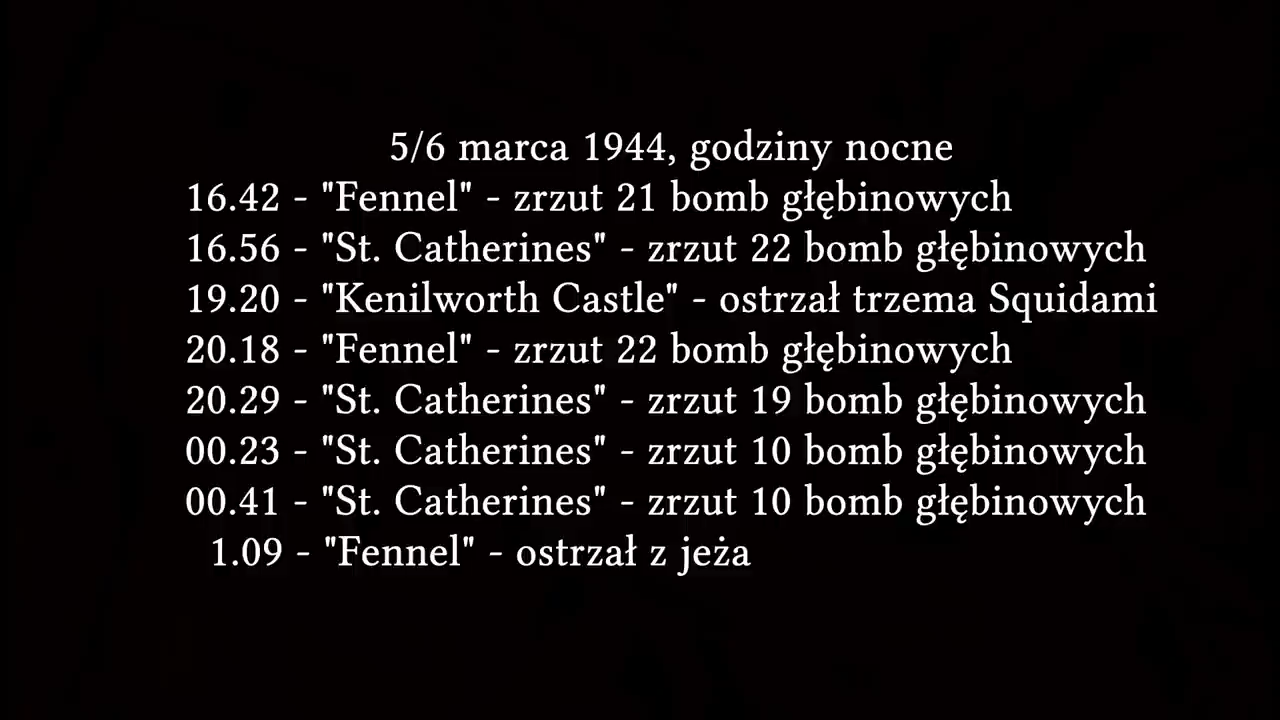 5/6 marca 1944, godziny nocne
16.42 - "Fennel" - zrzut 21 bomb głębinowych
16.56 - "St. Catherines" - zrzut 22 bomb głębinowych
19.20 - "Kenilworth Castle" - ostrzał trzema Squidami
20.18 - "Fennel" - zrzut 22 bomb głębinowych
20.29 - "St. Catherines" - zrzut 19 bomb głębinowych
00.23 - "St. Catherines" - zrzut 10 bomb głębinowych
00.41 - "St. Catherines" - zrzut 10 bomb głębinowych
1.09 - "Fennel" - ostrzał z jeża